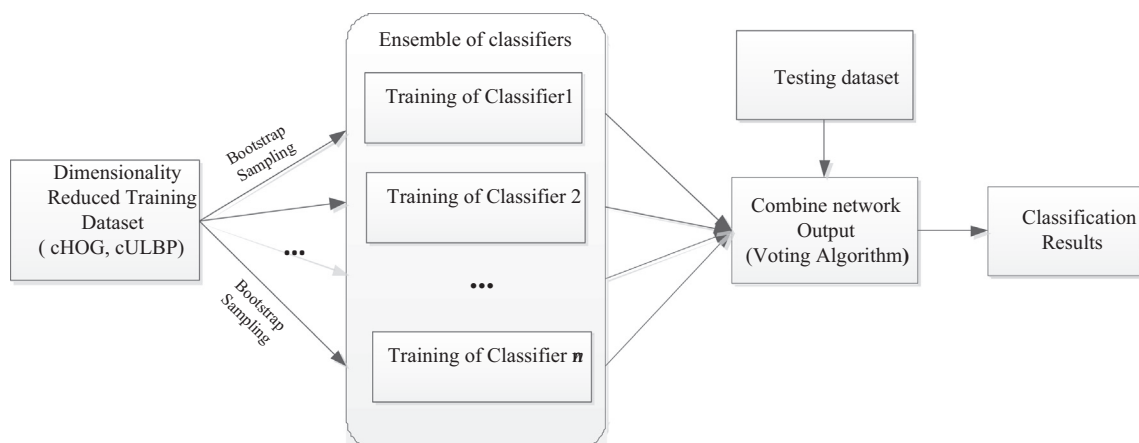 Dimensionality
Reduced Training
Dataset
( cHOG, cULBP)
Bootstrap
Sampling
...
Bootstrap
Sampling
Ensemble of classifiers
Training of Classifier1
Training of Classifier 2
...
Training of Classifier n
Testing dataset
Combine network
Output
(Voting Algorithm)
Classification
Results